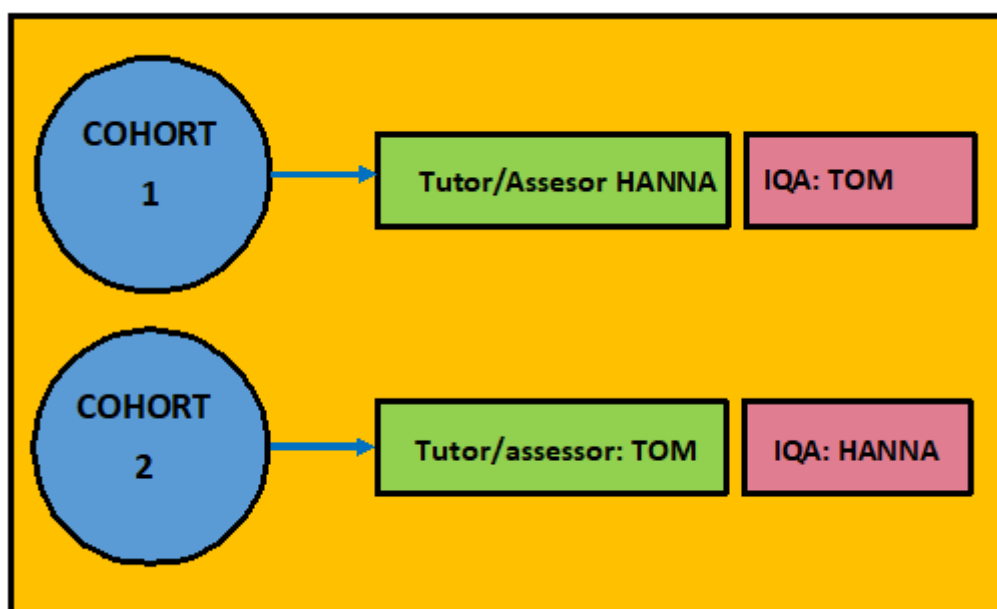 COHORT
1
Tutor/Assesor HANNA
IQA: TOM
COHORT
2
Tutor/assessor: TOM
IQA: HANNA